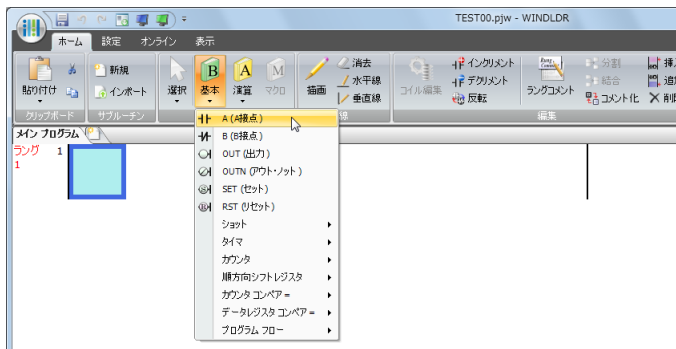 TEST00.pjw - WINDLDR
ホーム 設定 オンライン 表示
貼り付け
新規
インポート
選択
基本
演算
マクロ
描画
消去
水平線
垂直線
コイル編集
インクリメント
デクリメント
反転
ラングコメント
分割
結合
コメント化
挿
追
削
クリップボード サブルーチン 線 編集
メイン プログラム
ラング 1
1
A (A接点)
B (B接点)
OUT (出力)
OUTN (アウト・ノット)
SET (セット)
RST (リセット)
ショット
タイマ
カウンタ
順方向シフトレジスタ
カウンタ コンペア =
データレジスタ コンペア =
プログラム フロー